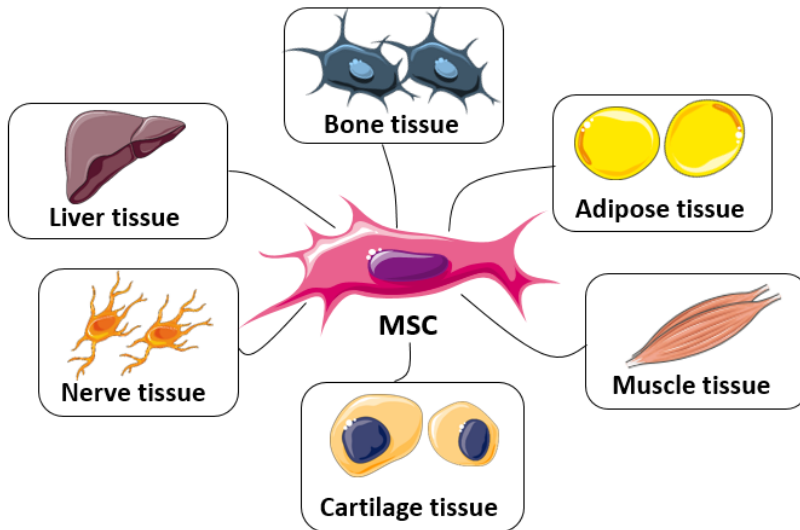 Bone tissue
Liver tissue
Adipose tissue
MSC
Nerve tissue
Muscle tissue
Cartilage tissue